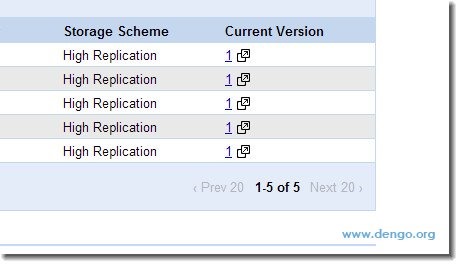 Storage Scheme Current Version
High Replication 1
High Replication 1
High Replication 1
High Replication 1
High Replication 1
‹ Prev 20 1-5 of 5 Next 20 ›
www.dengo.org